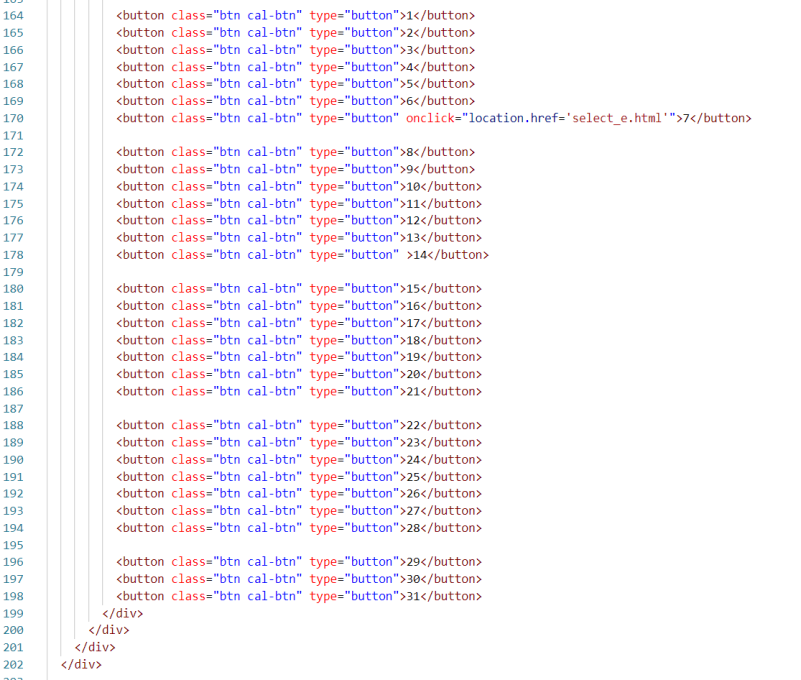 164 <button class="btn cal-btn" type="button">1</button>
165 <button class="btn cal-btn" type="button">2</button>
166 <button class="btn cal-btn" type="button">3</button>
167 <button class="btn cal-btn" type="button">4</button>
168 <button class="btn cal-btn" type="button">5</button>
169 <button class="btn cal-btn" type="button">6</button>
170 <button class="btn cal-btn" type="button" onclick="location.href='select_e.html'">7</button>
171
172 <button class="btn cal-btn" type="button">8</button>
173 <button class="btn cal-btn" type="button">9</button>
174 <button class="btn cal-btn" type="button">10</button>
175 <button class="btn cal-btn" type="button">11</button>
176 <button class="btn cal-btn" type="button">12</button>
177 <button class="btn cal-btn" type="button">13</button>
178 <button class="btn cal-btn" type="button" >14</button>
179
180 <button class="btn cal-btn" type="button">15</button>
181 <button class="btn cal-btn" type="button">16</button>
182 <button class="btn cal-btn" type="button">17</button>
183 <button class="btn cal-btn" type="button">18</button>
184 <button class="btn cal-btn" type="button">19</button>
185 <button class="btn cal-btn" type="button">20</button>
186 <button class="btn cal-btn" type="button">21</button>
187
188 <button class="btn cal-btn" type="button">22</button>
189 <button class="btn cal-btn" type="button">23</button>
190 <button class="btn cal-btn" type="button">24</button>
191 <button class="btn cal-btn" type="button">25</button>
192 <button class="btn cal-btn" type="button">26</button>
193 <button class="btn cal-btn" type="button">27</button>
194 <button class="btn cal-btn" type="button">28</button>
195
196 <button class="btn cal-btn" type="button">29</button>
197 <button class="btn cal-btn" type="button">30</button>
198 <button class="btn cal-btn" type="button">31</button>
199 </div>
200 </div>
201 </div>
202 </div>